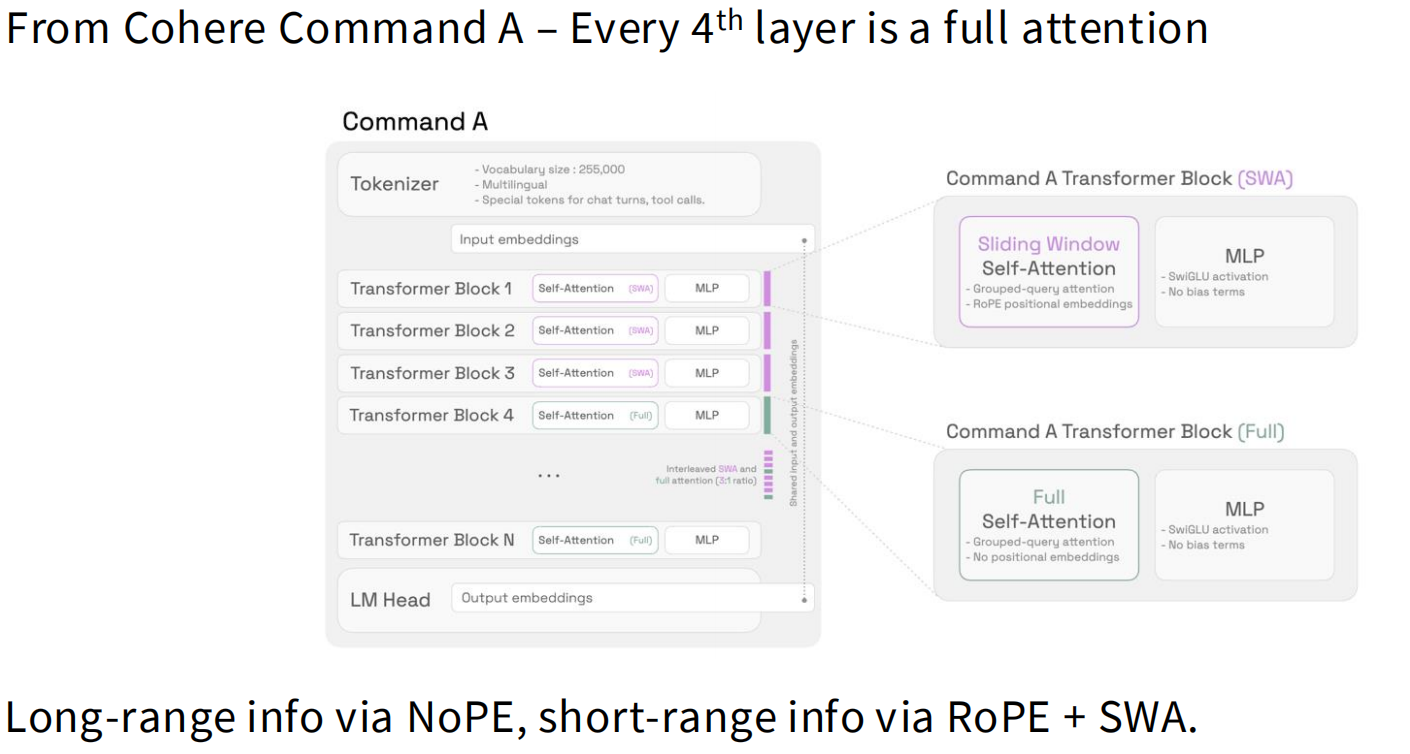 From Cohere Command A – Every 4th layer is a full attention
Command A
Tokenizer
- Vocabulary size : 255,000
- Multilingual
- Special tokens for chat turns, tool calls.
Input embeddings
Transformer Block 1 Self-Attention (SWA) MLP
Transformer Block 2 Self-Attention (SWA) MLP
Transformer Block 3 Self-Attention (SWA) MLP
Transformer Block 4 Self-Attention (Full) MLP
...
Interleaved SWA and
full attention (3:1 ratio)
Shared input and output embeddings
Transformer Block N Self-Attention (Full) MLP
LM Head Output embeddings
Command A Transformer Block (SWA)
Sliding Window
Self-Attention
- Grouped-query attention
- RoPE positional embeddings
MLP
- SwiGLU activation
- No bias terms
Command A Transformer Block (Full)
Full
Self-Attention
- Grouped-query attention
- No positional embeddings
MLP
- SwiGLU activation
- No bias terms
Long-range info via NoPE, short-range info via RoPE + SWA.